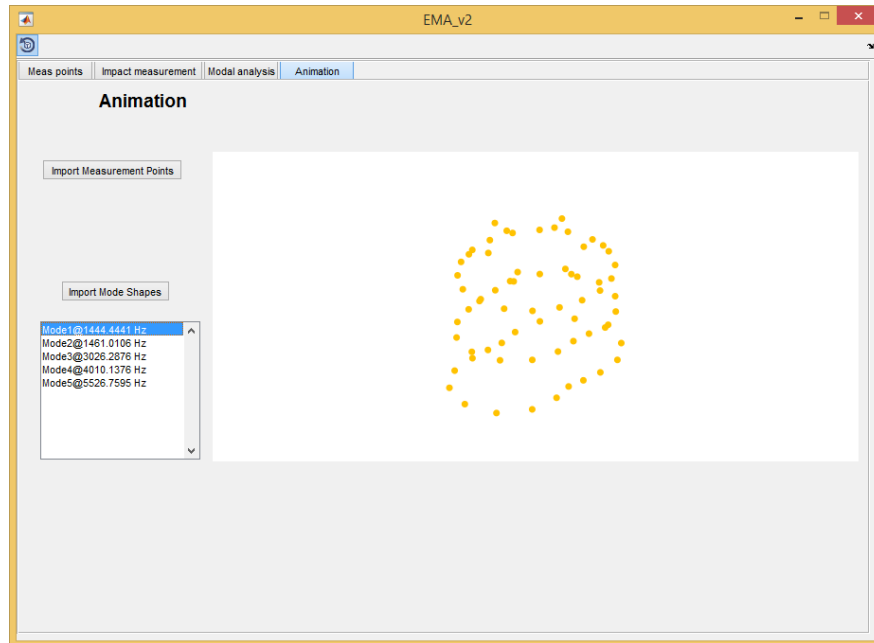 EMA_v2
Meas points Impact measurement Modal analysis Animation
Animation
Import Measurement Points
Import Mode Shapes
Mode1@1444.4441 Hz
Mode2@1461.0106 Hz
Mode3@3026.2876 Hz
Mode4@4010.1376 Hz
Mode5@5526.7595 Hz